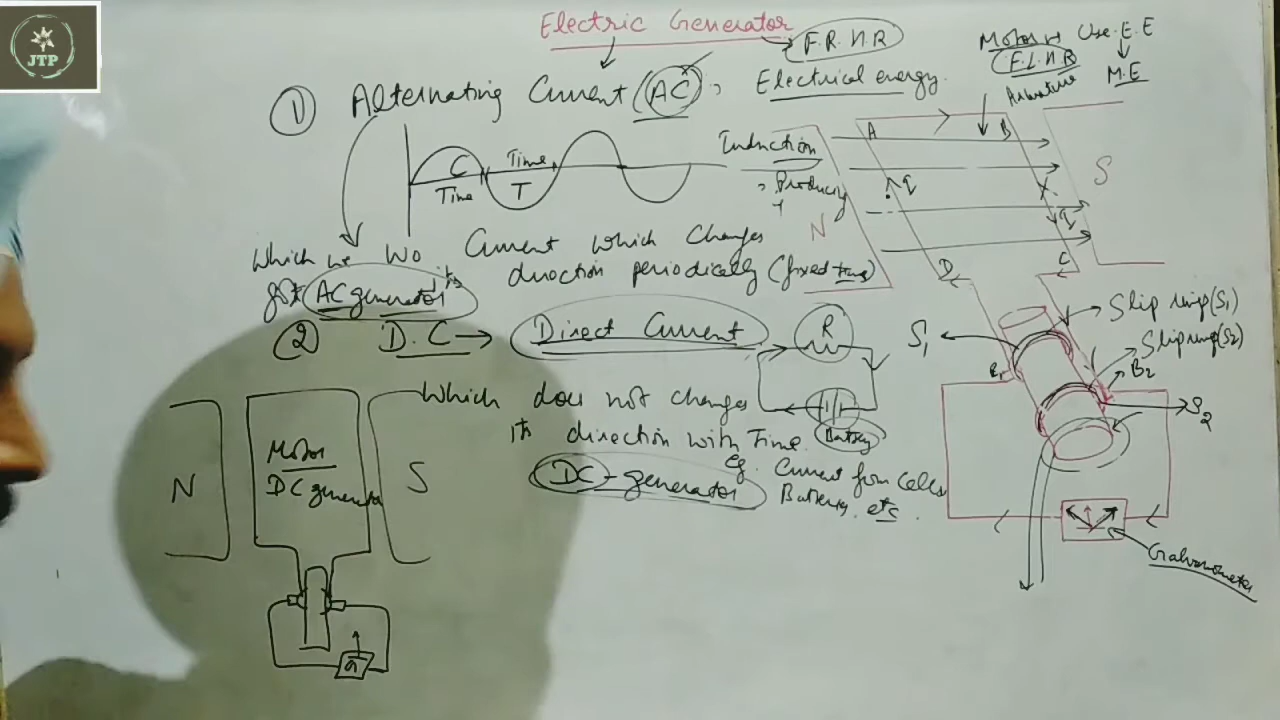 JTP
Electric Generator
F.R.H.R
1) Alternating Current (AC)
Electrical energy.
Motor
Use E.E
F.L.H.R
M.E
Armature
C
Time
Time
T
Induction
Producing
N
A
B
S
D
C
Current which changes
direction periodically (fixed time)
Which we
get AC generator
2) D.C → Direct Current
R
Battery
Which does not changes
its direction with Time.
eg. Current from Cells
Battery. etc.
DC - generator
N
Motor
DC generator
S
G
S1
Slip ring (S1)
Slip ring (S2)
B1
B2
S2
Galvanometer